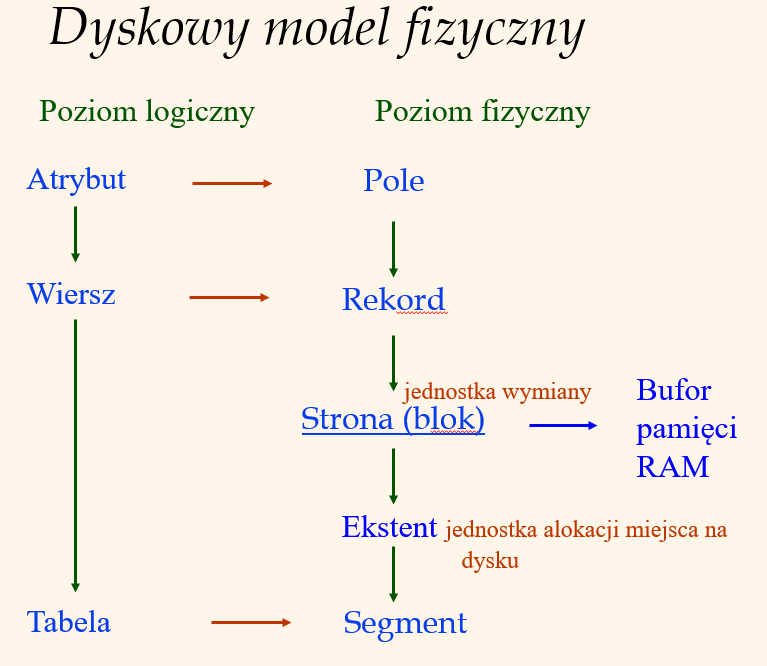 Dyskowy model fizyczny
Poziom logiczny
Poziom fizyczny
Atrybut
Pole
Wiersz
Rekord
jednostka wymiany
Strona (blok)
Bufor
pamięci
RAM
Ekstent jednostka alokacji miejsca na
dysku
Tabela
Segment